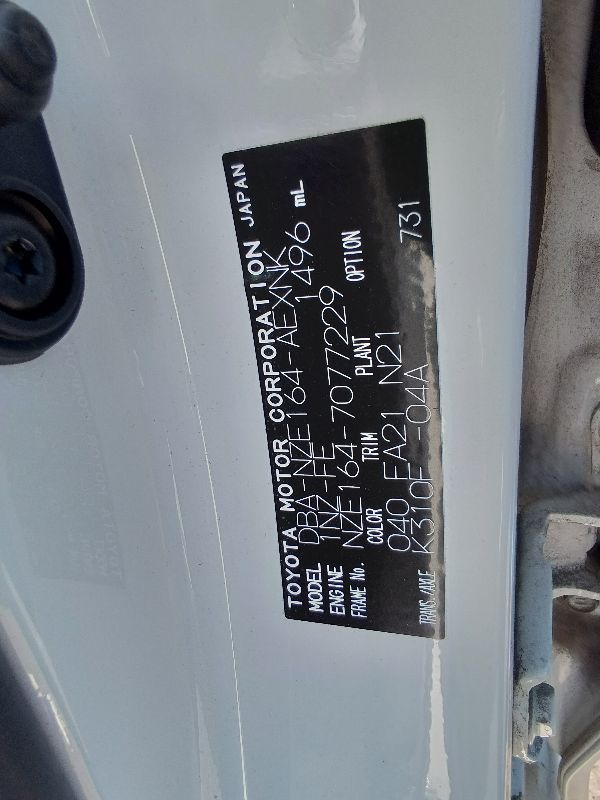 TOYOTA MOTOR CORPORATION JAPAN
MODEL DBA-NZE164-AEXNK
ENGINE 1NZ-FE 1496 mL
FRAME No. NZE164-7077229
COLOR TRIM PLANT OPTION
040 FA21 N21
TRANS./AXLE K310F -04A 731